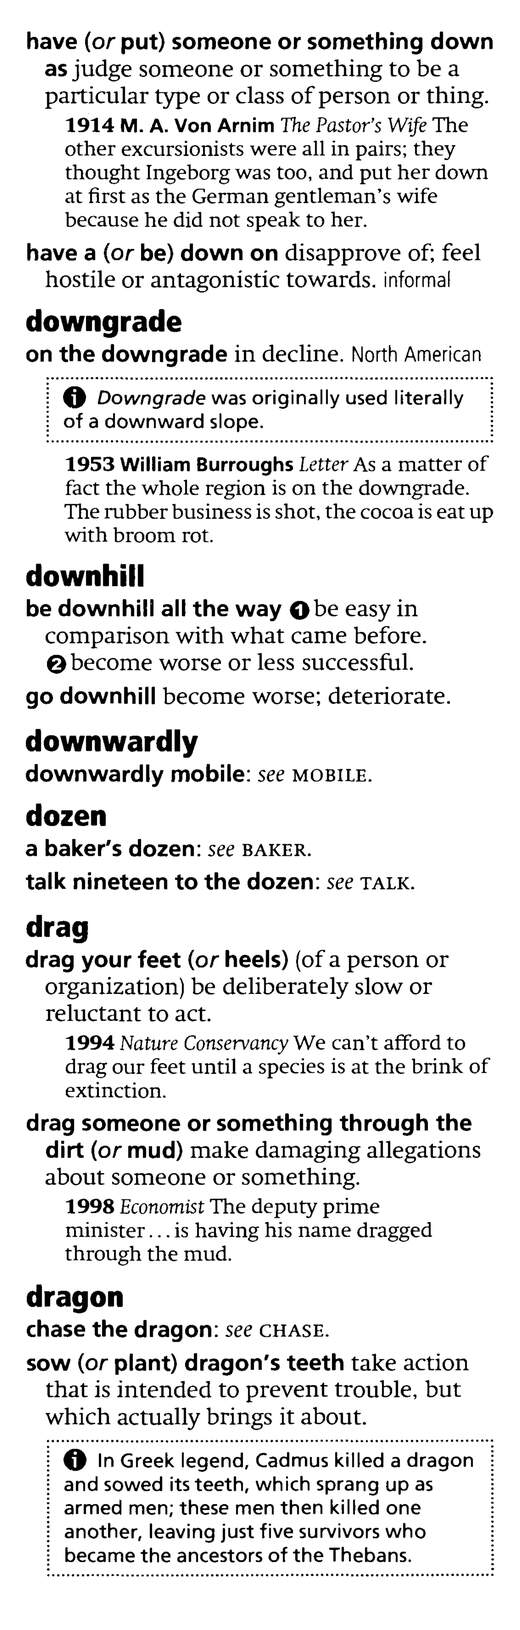 have (or put) someone or something down
as judge someone or something to be a
particular type or class of person or thing.
1914 M. A. Von Arnim The Pastor's Wife The
other excursionists were all in pairs; they
thought Ingeborg was too, and put her down
at first as the German gentleman's wife
because he did not speak to her.
have a (or be) down on disapprove of; feel
hostile or antagonistic towards. informal
downgrade
on the downgrade in decline. North American
i Downgrade was originally used literally
of a downward slope.
1953 William Burroughs Letter As a matter of
fact the whole region is on the downgrade.
The rubber business is shot, the cocoa is eat up
with broom rot.
downhill
be downhill all the way ❶ be easy in
comparison with what came before.
❷ become worse or less successful.
go downhill become worse; deteriorate.
downwardly
downwardly mobile: see MOBILE.
dozen
a baker's dozen: see BAKER.
talk nineteen to the dozen: see TALK.
drag
drag your feet (or heels) (of a person or
organization) be deliberately slow or
reluctant to act.
1994 Nature Conservancy We can't afford to
drag our feet until a species is at the brink of
extinction.
drag someone or something through the
dirt (or mud) make damaging allegations
about someone or something.
1998 Economist The deputy prime
minister...is having his name dragged
through the mud.
dragon
chase the dragon: see CHASE.
sow (or plant) dragon's teeth take action
that is intended to prevent trouble, but
which actually brings it about.
i In Greek legend, Cadmus killed a dragon
and sowed its teeth, which sprang up as
armed men; these men then killed one
another, leaving just five survivors who
became the ancestors of the Thebans.